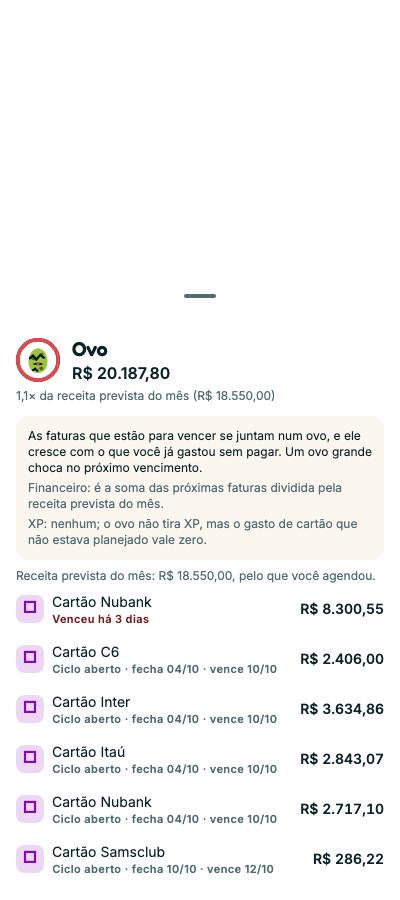 Ovo
R$ 20.187,80
1,1× da receita prevista do mês (R$ 18.550,00)
As faturas que estão para vencer se juntam num ovo, e ele
cresce com o que você já gastou sem pagar. Um ovo grande
choca no próximo vencimento.
Financeiro: é a soma das próximas faturas dividida pela
receita prevista do mês.
XP: nenhum; o ovo não tira XP, mas o gasto de cartão que
não estava planejado vale zero.
Receita prevista do mês: R$ 18.550,00, pelo que você agendou.
Cartão Nubank
R$ 8.300,55
Venceu há 3 dias
Cartão C6
R$ 2.406,00
Ciclo aberto · fecha 04/10 · vence 10/10
Cartão Inter
R$ 3.634,86
Ciclo aberto · fecha 04/10 · vence 10/10
Cartão Itaú
R$ 2.843,07
Ciclo aberto · fecha 04/10 · vence 10/10
Cartão Nubank
R$ 2.717,10
Ciclo aberto · fecha 04/10 · vence 10/10
Cartão Samsclub
R$ 286,22
Ciclo aberto · fecha 10/10 · vence 12/10